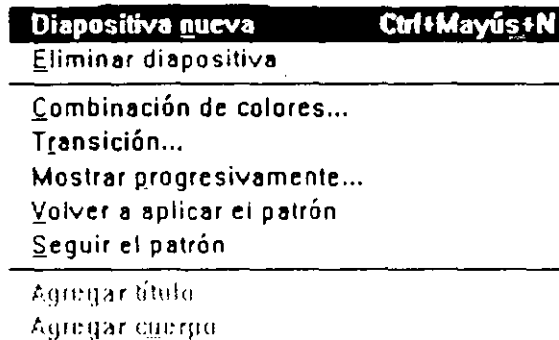 Diapositiva nueva Ctrl+Mayús+N
Eliminar diapositiva
Combinación de colores...
Transición...
Mostrar progresivamente...
Volver a aplicar el patrón
Seguir el patrón
Agregar título
Agregar cuerpo